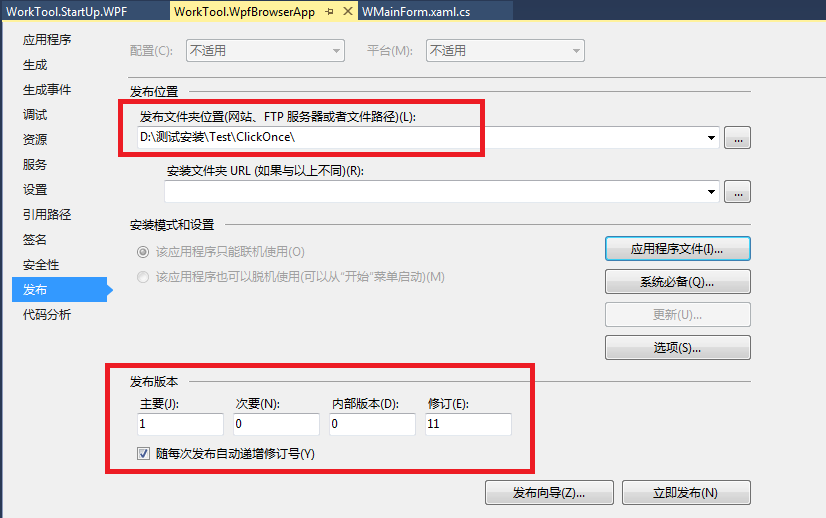 WorkTool.StartUp.WPF WorkTool.WpfBrowserApp WMainForm.xaml.cs
应用程序
生成
生成事件
调试
资源
服务
设置
引用路径
签名
安全性
发布
代码分析
配置(C): 不适用 平台(M): 不适用
发布位置
发布文件夹位置(网站、FTP 服务器或者文件路径)(L):
D:\测试安装\Test\ClickOnce\ ...
安装文件夹 URL (如果与以上不同)(R):
...
安装模式和设置
该应用程序只能联机使用(O)
该应用程序也可以脱机使用(可以从“开始”菜单启动)(M)
应用程序文件(I)...
系统必备(Q)...
更新(U)...
选项(S)...
发布版本
主要(J): 次要(N): 内部版本(D): 修订(E):
1 0 0 11
随每次发布自动递增修订号(Y)
发布向导(Z)... 立即发布(N)